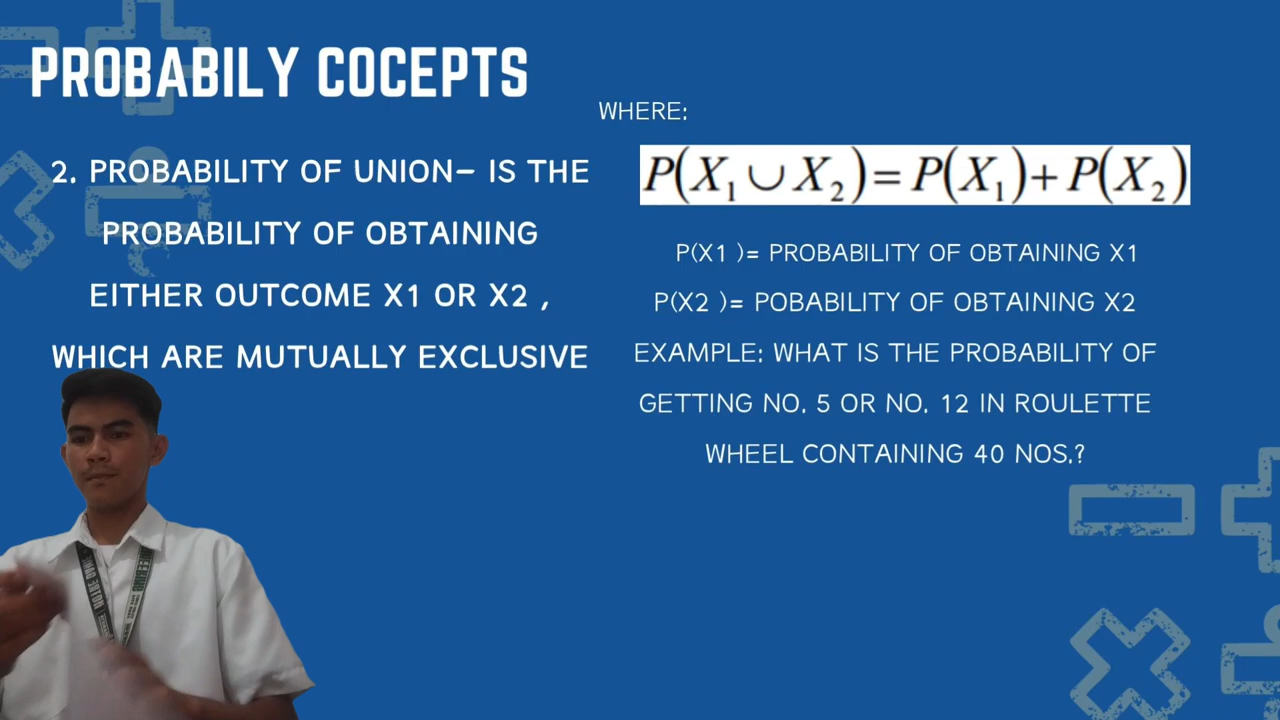 PROBABILY COCEPTS
2. PROBABILITY OF UNION– IS THE
PROBABILITY OF OBTAINING
EITHER OUTCOME X1 OR X2 ,
WHICH ARE MUTUALLY EXCLUSIVE
WHERE:
P(X₁ ∪ X₂) = P(X₁) + P(X₂)
P(X1 )= PROBABILITY OF OBTAINING X1
P(X2 )= POBABILITY OF OBTAINING X2
EXAMPLE: WHAT IS THE PROBABILITY OF
GETTING NO. 5 OR NO. 12 IN ROULETTE
WHEEL CONTAINING 40 NOS.?